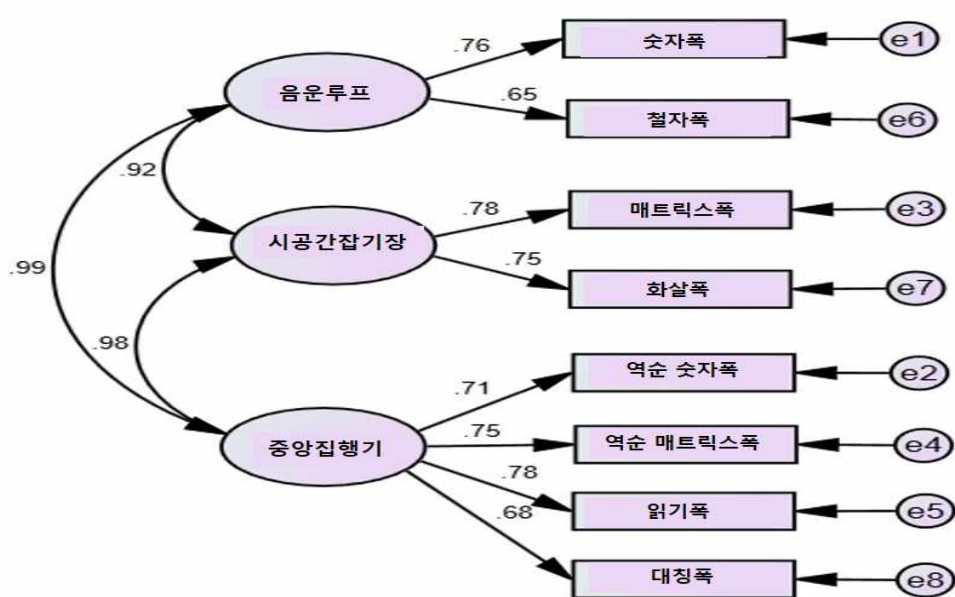 .76
숫자폭
e1
음운루프
.65
철자폭
e6
.92
.78
매트릭스폭
e3
시공간잡기장
.99
.75
화살폭
e7
.98
.71
역순 숫자폭
e2
중앙집행기
.75
역순 매트릭스폭
e4
.78
읽기폭
e5
.68
대칭폭
e8